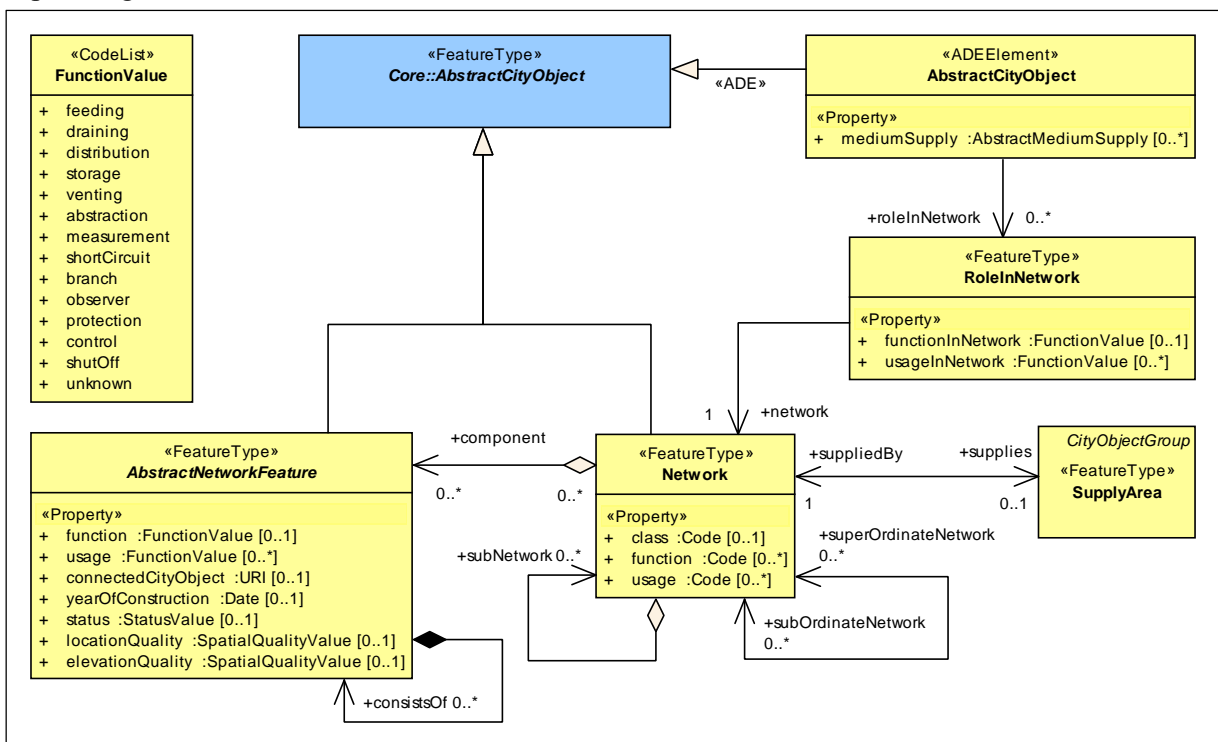 «CodeList»
FunctionValue
+ feeding
+ draining
+ distribution
+ storage
+ venting
+ abstraction
+ measurement
+ shortCircuit
+ branch
+ observer
+ protection
+ control
+ shutOff
+ unknown
«FeatureType»
Core::AbstractCityObject
«ADE»
«ADEElement»
AbstractCityObject
«Property»
+ mediumSupply :AbstractMediumSupply [0..*]
+roleInNetwork 0..*
«FeatureType»
RoleInNetwork
«Property»
+ functionInNetwork :FunctionValue [0..1]
+ usageInNetwork :FunctionValue [0..*]
1 +network
«FeatureType»
AbstractNetworkFeature
«Property»
+ function :FunctionValue [0..1]
+ usage :FunctionValue [0..*]
+ connectedCityObject :URI [0..1]
+ yearOfConstruction :Date [0..1]
+ status :StatusValue [0..1]
+ locationQuality :SpatialQualityValue [0..1]
+ elevationQuality :SpatialQualityValue [0..1]
+consistsOf 0..*
+component
0..* 0..*
«FeatureType»
Network
«Property»
+ class :Code [0..1]
+ function :Code [0..*]
+ usage :Code [0..*]
+subNetwork 0..*
+suppliedBy +supplies
1 0..1
+superOrdinateNetwork
0..*
+subOrdinateNetwork
0..*
CityObjectGroup
«FeatureType»
SupplyArea